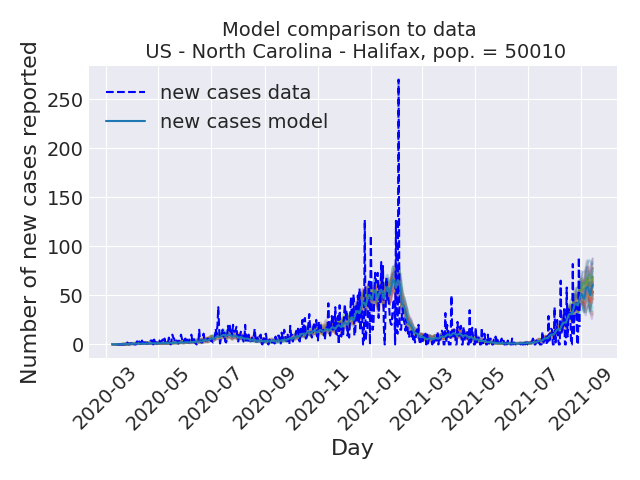 Model comparison to data
US - North Carolina - Halifax, pop. = 50010
Number of new cases reported
250
200
150
100
50
0
new cases data
new cases model
2020-03
2020-05
2020-07
2020-09
2020-11
2021-01
2021-03
2021-05
2021-07
2021-09
Day